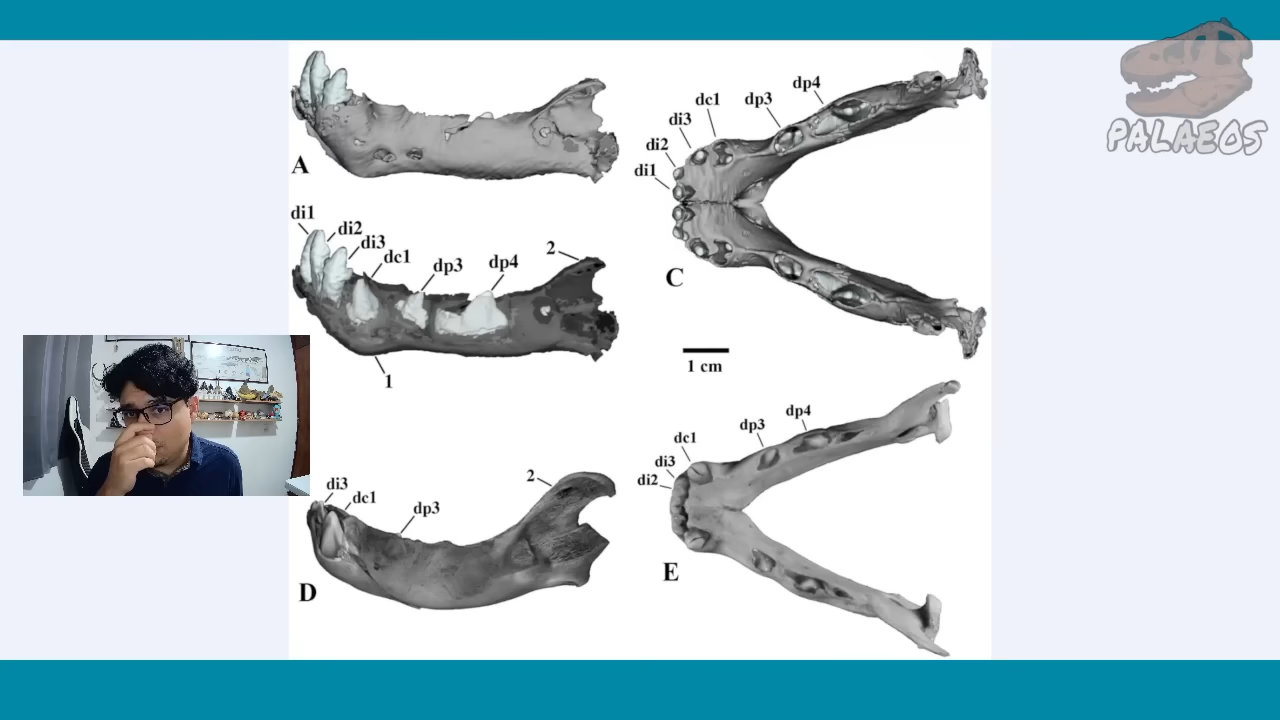 PALAEOS
A
di1
di2
di3
dc1
dp3
dp4
2
1
di1
di2
di3
dc1
dp3
dp4
C
1 cm
di3
dc1
dp3
2
D
di2
di3
dc1
dp3
dp4
E